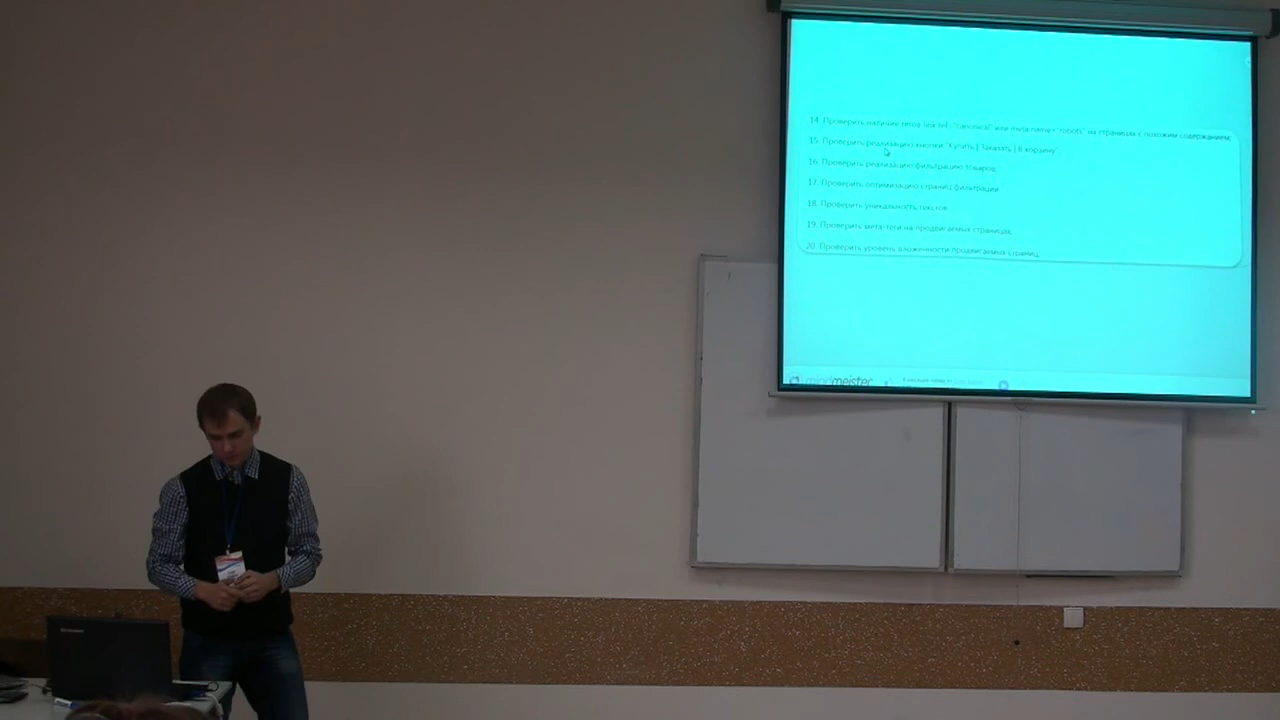 14. Проверить наличие тегов link rel= "canonical" или meta name= "robots" на страницах с похожим содержанием;
15. Проверить реализацию кнопки "Купить | Заказать | В корзину".
16. Проверить реализацию фильтрацию товаров;
17. Проверить оптимизацию страниц фильтрации
18. Проверить уникальность текстов
19. Проверить мета-теги на продвигаемых страницах;
20. Проверить уровень вложенности продвигаемых страниц;
mindmeister